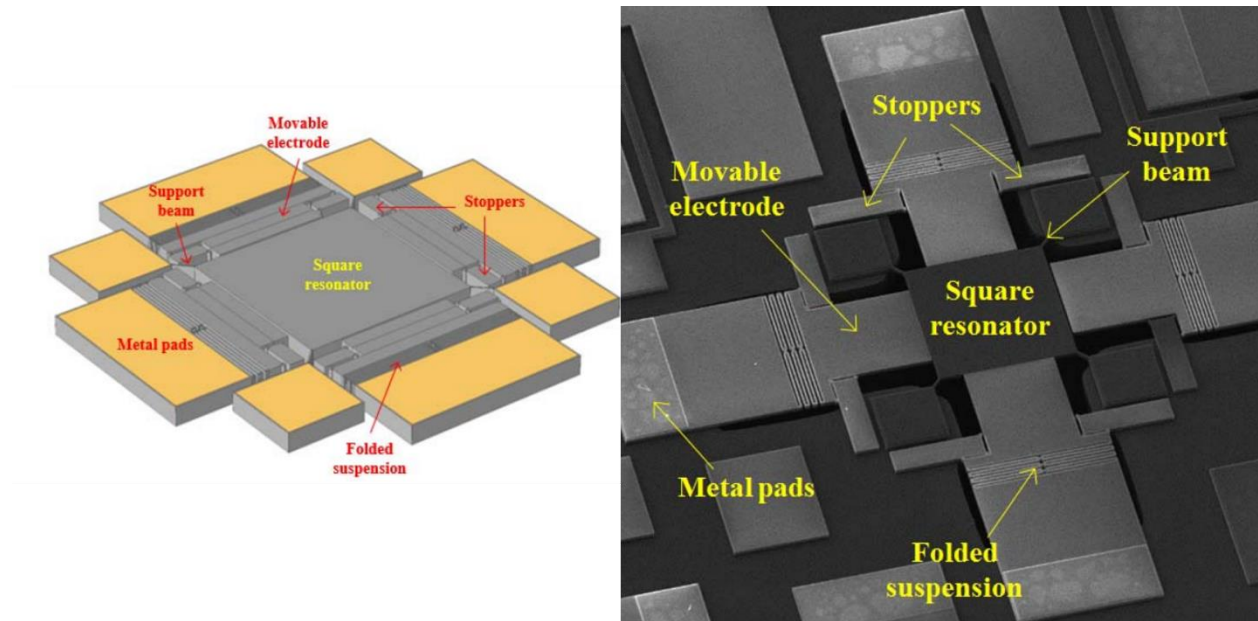 Movable
electrode
Support
beam
Stoppers
Square
resonator
Metal pads
Folded
suspension
Stoppers
Support
beam
Movable
electrode
Square
resonator
Metal pads
Folded
suspension